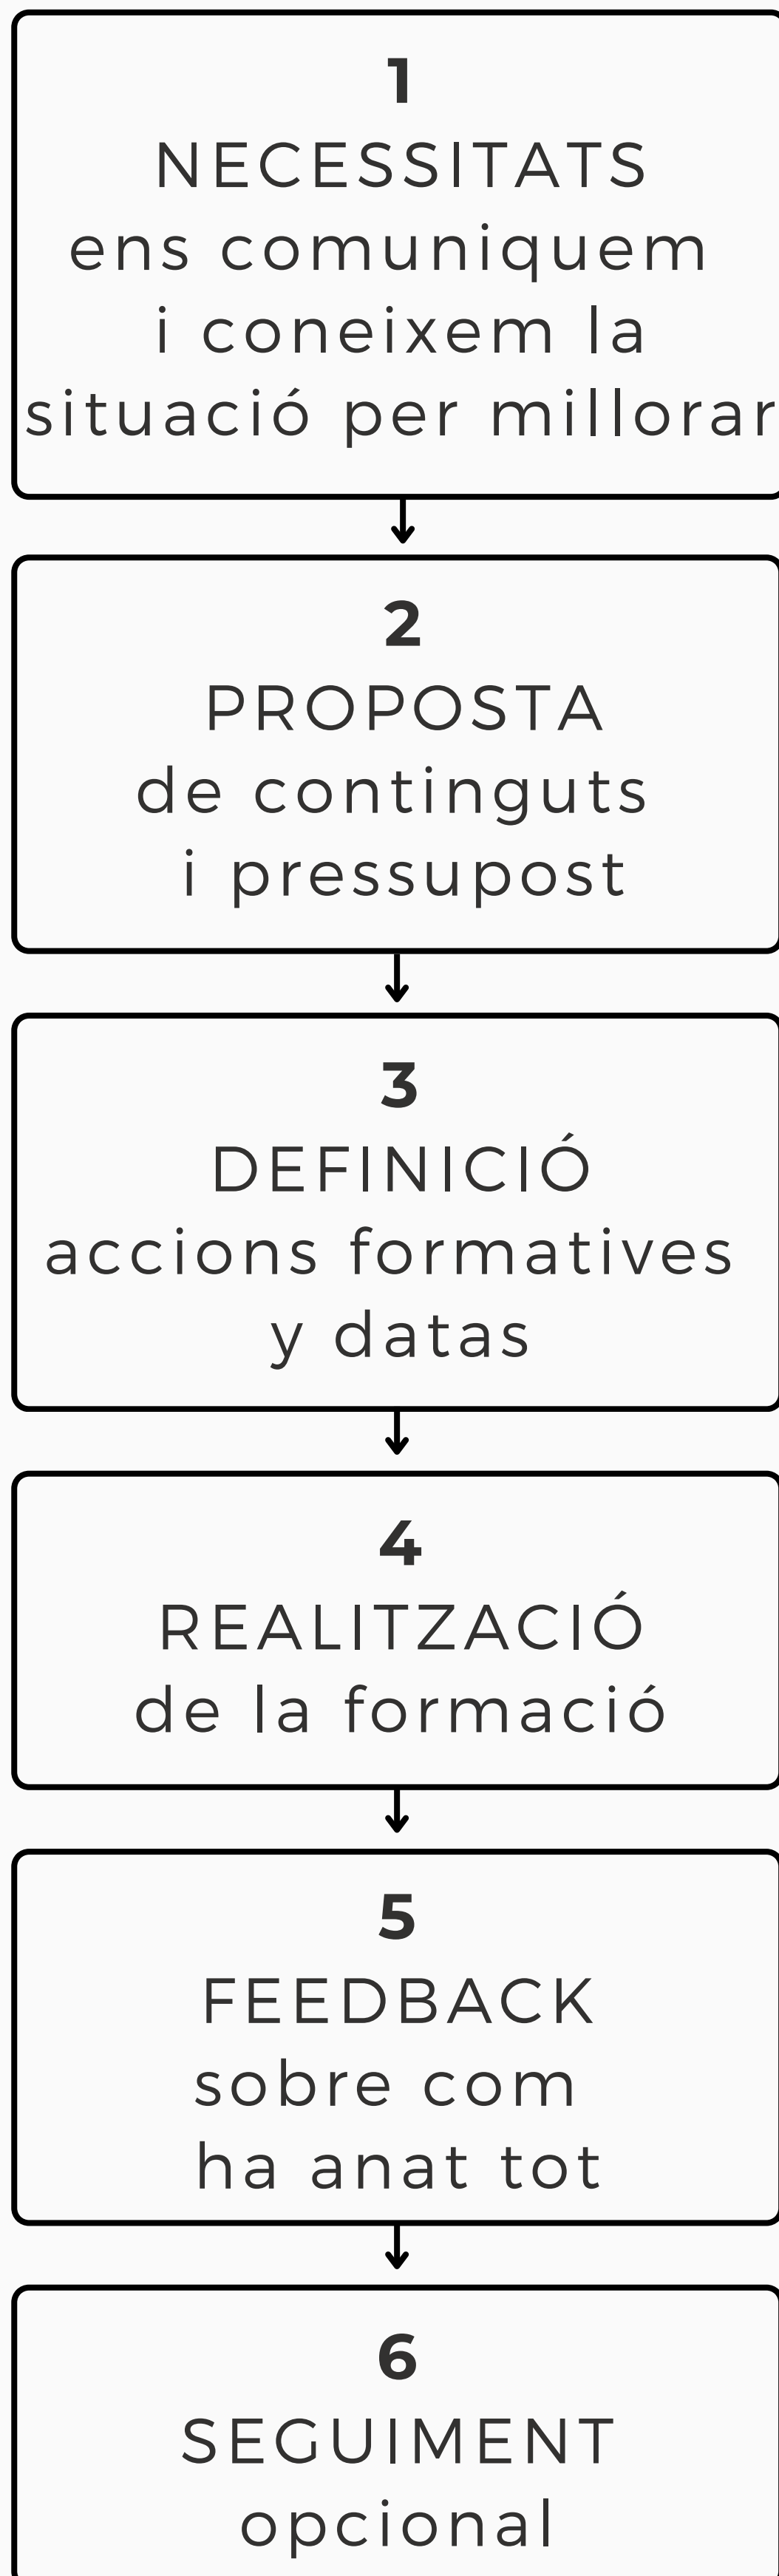 1
NECESSITATS
ens comuniquem
i coneixem la
situació per millorar
2
PROPOSTA
de continguts
i pressupost
3
DEFINICIÓ
accions formatives
y datas
4
REALITZACIÓ
de la formació
5
FEEDBACK
sobre com
ha anat tot
6
SEGUIMENT
opcional